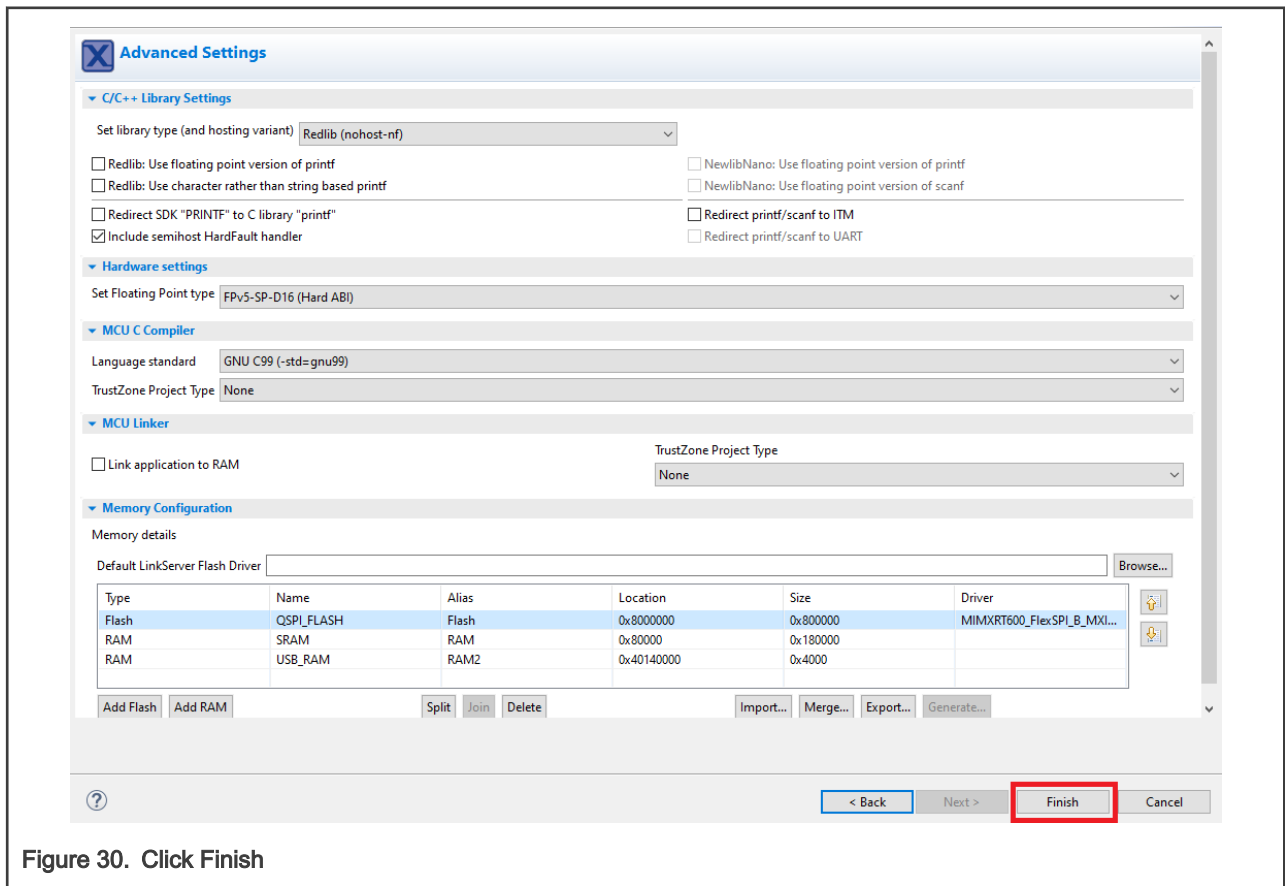 Advanced Settings
C/C++ Library Settings
Set library type (and hosting variant) Redlib (nohost-nf)
Redlib: Use floating point version of printf NewlibNano: Use floating point version of printf
Redlib: Use character rather than string based printf NewlibNano: Use floating point version of scanf
Redirect SDK "PRINTF" to C library "printf" Redirect printf/scanf to ITM
Include semihost HardFault handler Redirect printf/scanf to UART
Hardware settings
Set Floating Point type FPv5-SP-D16 (Hard ABI)
MCU C Compiler
Language standard GNU C99 (-std=gnu99)
TrustZone Project Type None
MCU Linker
TrustZone Project Type
Link application to RAM
None
Memory Configuration
Memory details
Default LinkServer Flash Driver Browse...
Type Name Alias Location Size Driver
Flash QSPI_FLASH Flash 0x8000000 0x800000 MIMXRT600_FlexSPI_B_MXI...
RAM SRAM RAM 0x80000 0x180000
RAM USB_RAM RAM2 0x40140000 0x4000
Add Flash Add RAM Split Join Delete Import... Merge... Export... Generate...
? < Back Next > Finish Cancel
Figure 30. Click Finish